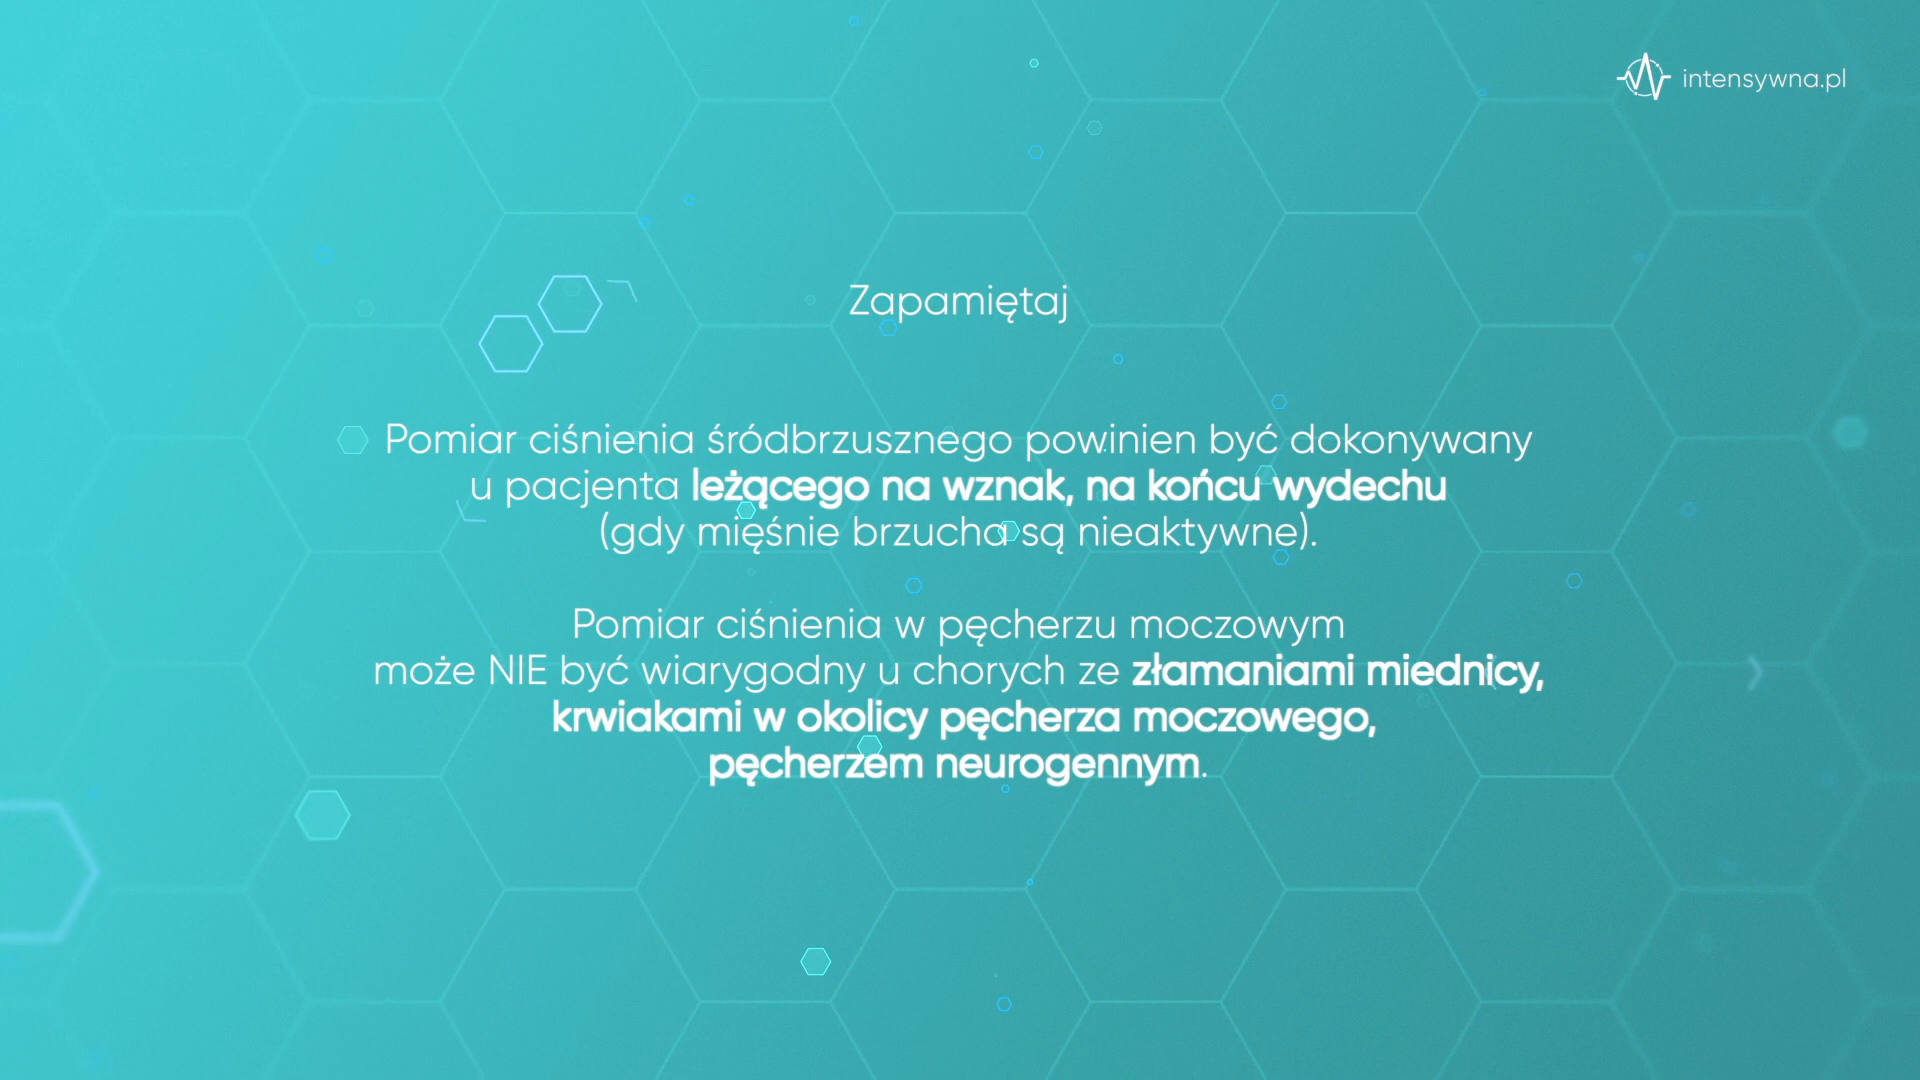 intensywna.pl
Zapamiętaj
Pomiar ciśnienia śródbrzusznego powinien być dokonywany
u pacjenta leżącego na wznak, na końcu wydechu
(gdy mięśnie brzucha są nieaktywne).
Pomiar ciśnienia w pęcherzu moczowym
może NIE być wiarygodny u chorych ze złamaniami miednicy,
krwiakami w okolicy pęcherza moczowego,
pęcherzem neurogennym.